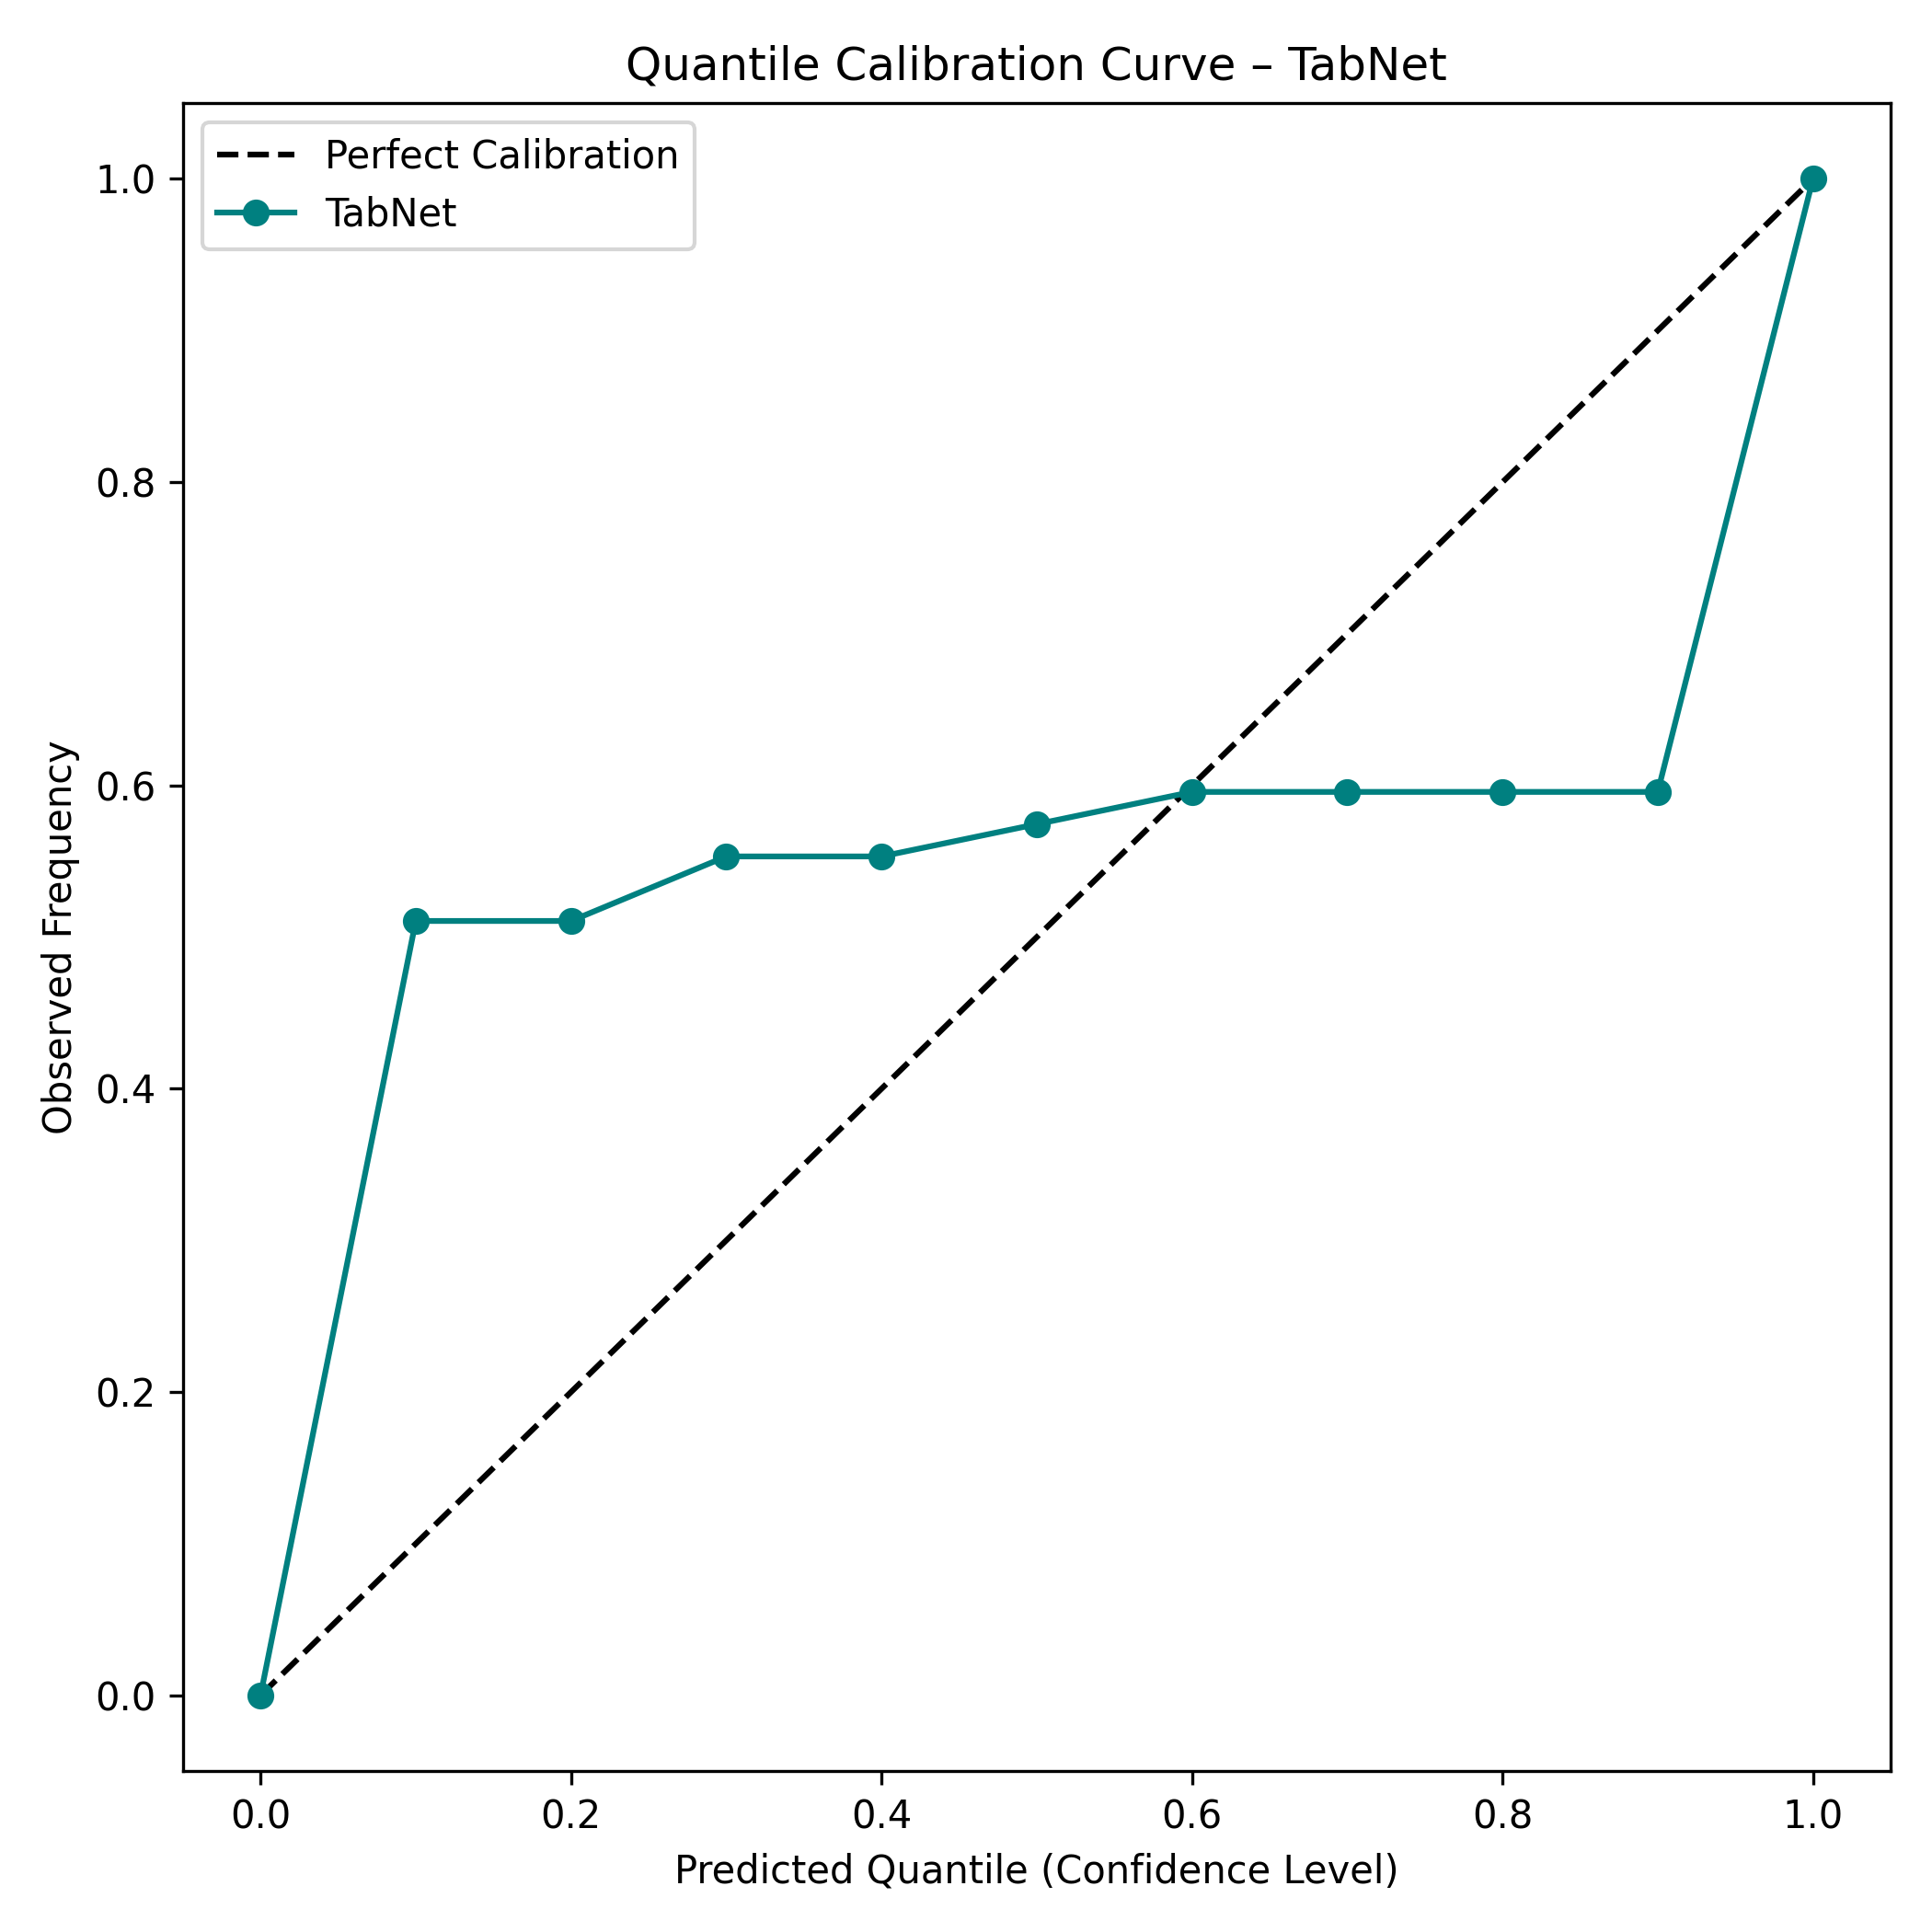 Quantile Calibration Curve – TabNet
Perfect Calibration
TabNet
1.0
0.8
0.6
0.4
0.2
0.0
Observed Frequency
0.0 0.2 0.4 0.6 0.8 1.0
Predicted Quantile (Confidence Level)